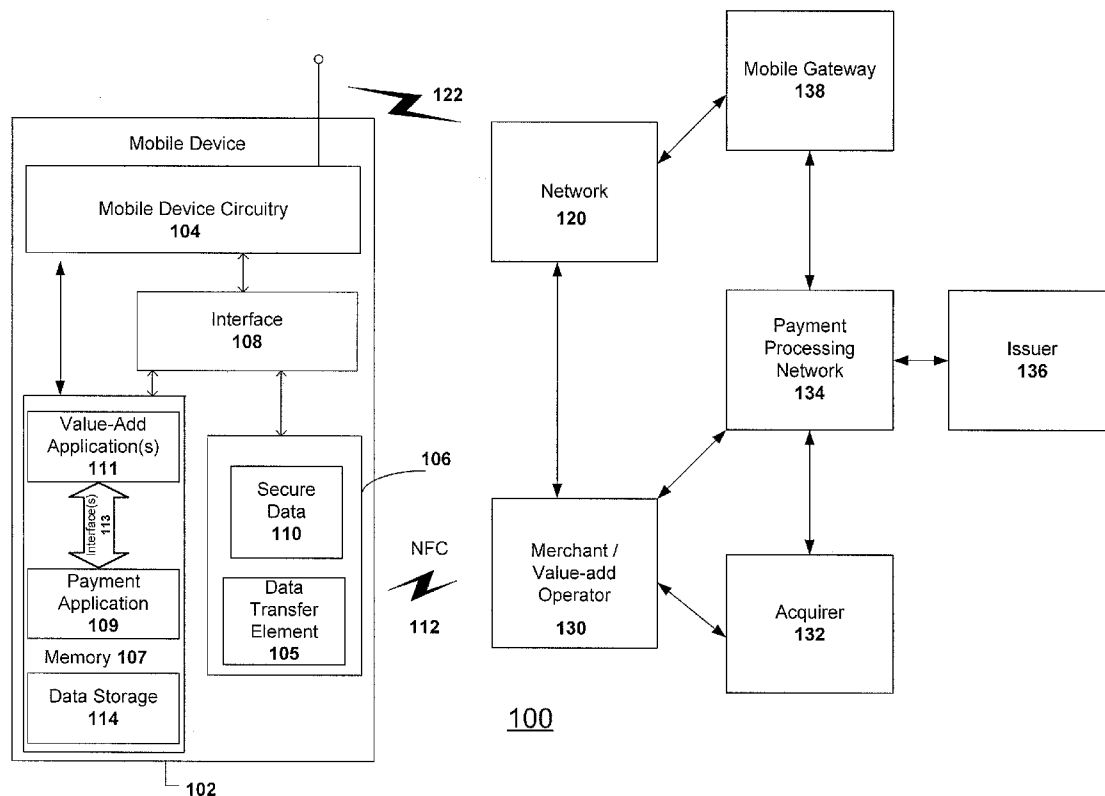 Mobile Gateway
138
122
Mobile Device
Mobile Device Circuitry
104
Network
120
Interface
108
Payment
Processing
Network
134
Issuer
136
Value-Add
Application(s)
111
Interface(s)
113
Payment
Application
109
Memory 107
Data Storage
114
106
Secure
Data
110
Data
Transfer
Element
105
NFC
112
Merchant /
Value-add
Operator
130
Acquirer
132
100
102